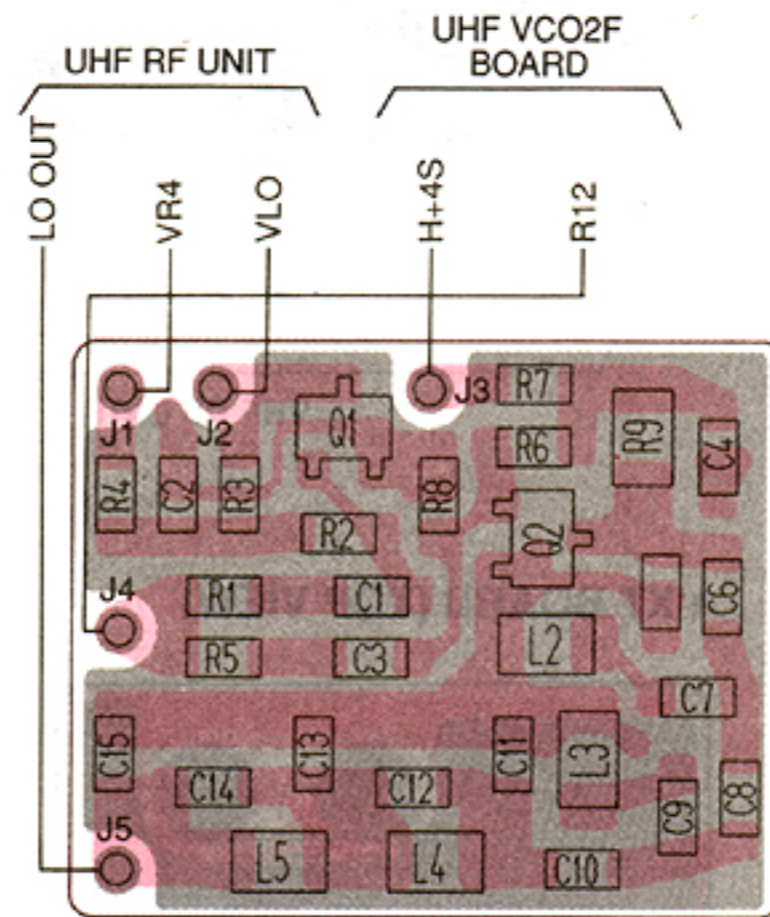 UHF RF UNIT
UHF VCO2F
BOARD
LO OUT
VR4
VLO
H+4S
R12
J1
J2
J3
R7
R9
C4
Q1
R6
R4
C2
R3
R8
R2
Q2
J4
R1
C1
C6
R5
C3
L2
C7
C15
C13
C11
L3
C14
C12
C9
C8
J5
L5
L4
C10